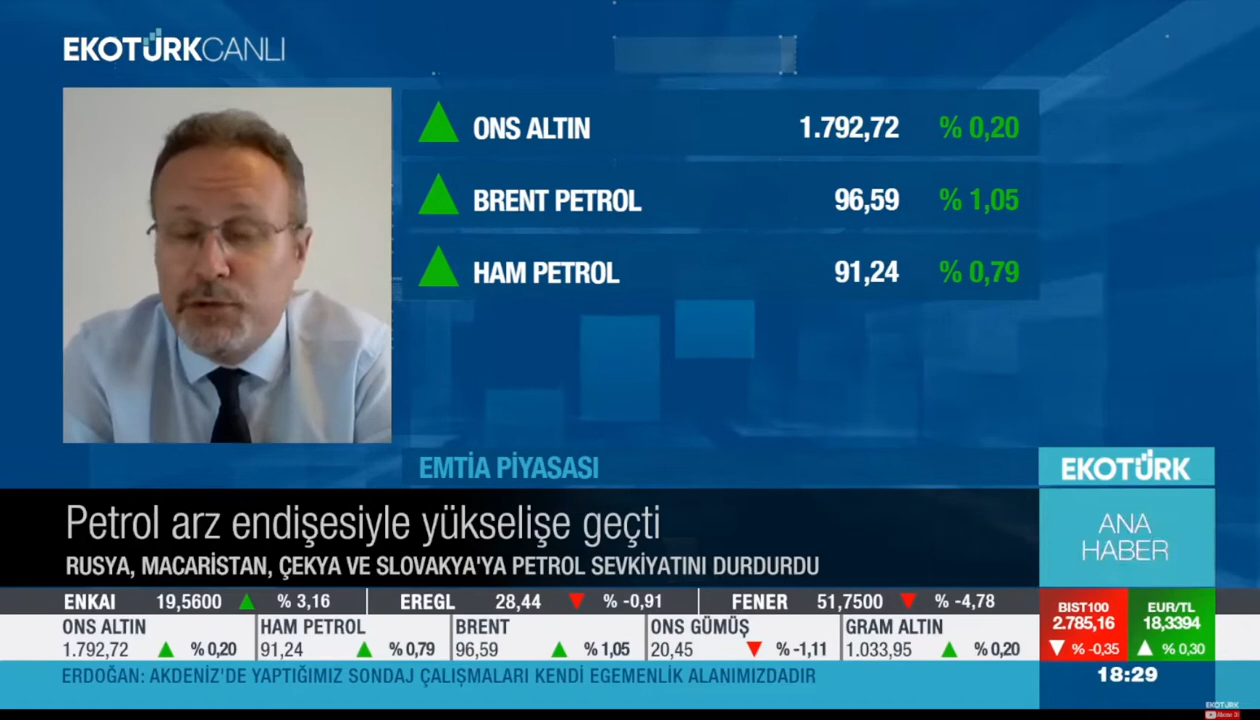 EKOTÜRK CANLI
ONS ALTIN 1.792,72 % 0,20
BRENT PETROL 96,59 % 1,05
HAM PETROL 91,24 % 0,79
EMTİA PİYASASI
EKOTÜRK
Petrol arz endişesiyle yükselişe geçti
RUSYA, MACARİSTAN, ÇEKYA VE SLOVAKYA'YA PETROL SEVKİYATINI DURDURDU
ANA
HABER
ENKAI 19,5600 % 3,16 EREGL 28,44 % -0,91 FENER 51,7500 % -4,78
ONS ALTIN HAM PETROL BRENT ONS GÜMÜŞ GRAM ALTIN
1.792,72 % 0,20 91,24 % 0,79 96,59 % 1,05 20,45 % -1,11 1.033,95 % 0,20
BIST100 EUR/TL
2.785,16 18,3394
% -0,35 % 0,30
ERDOĞAN: AKDENİZ'DE YAPTIĞIMIZ SONDAJ ÇALIŞMALARI KENDİ EGEMENLİK ALANIMIZDADIR
18:29
EKOTÜRK
Abone Ol